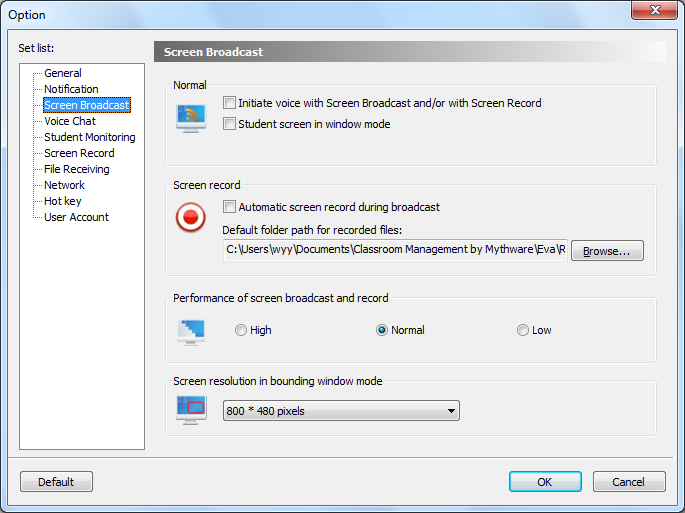 Option
Set list:
General
Notification
Screen Broadcast
Voice Chat
Student Monitoring
Screen Record
File Receiving
Network
Hot key
User Account
Screen Broadcast
Normal
Initiate voice with Screen Broadcast and/or with Screen Record
Student screen in window mode
Screen record
Automatic screen record during broadcast
Default folder path for recorded files:
C:\Users\wyy\Documents\Classroom Management by Mythware\Eva\R
Browse...
Performance of screen broadcast and record
High Normal Low
Screen resolution in bounding window mode
800 * 480 pixels
Default OK Cancel